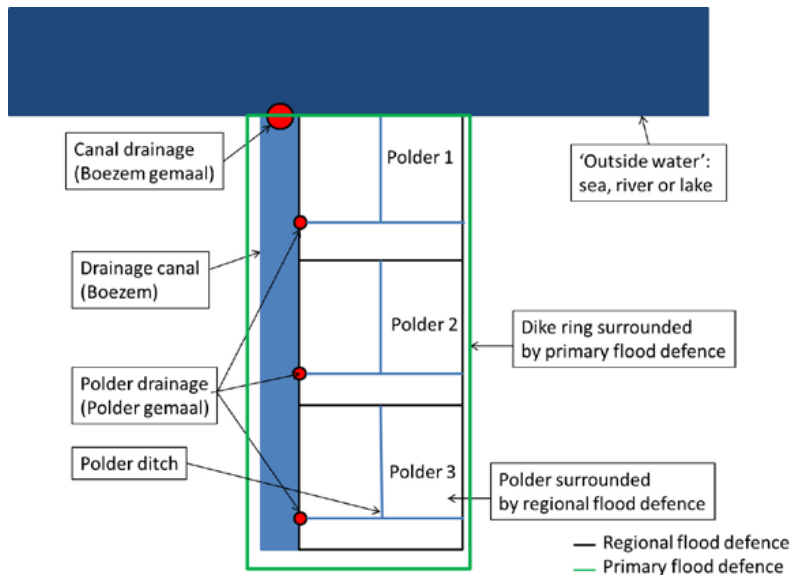 Canal drainage
(Boezem gemaal)
Polder 1
‘Outside water’:
sea, river or lake
Drainage canal
(Boezem)
Polder 2
Dike ring surrounded
by primary flood defence
Polder drainage
(Polder gemaal)
Polder ditch
Polder 3
Polder surrounded
by regional flood defence
Regional flood defence
Primary flood defence